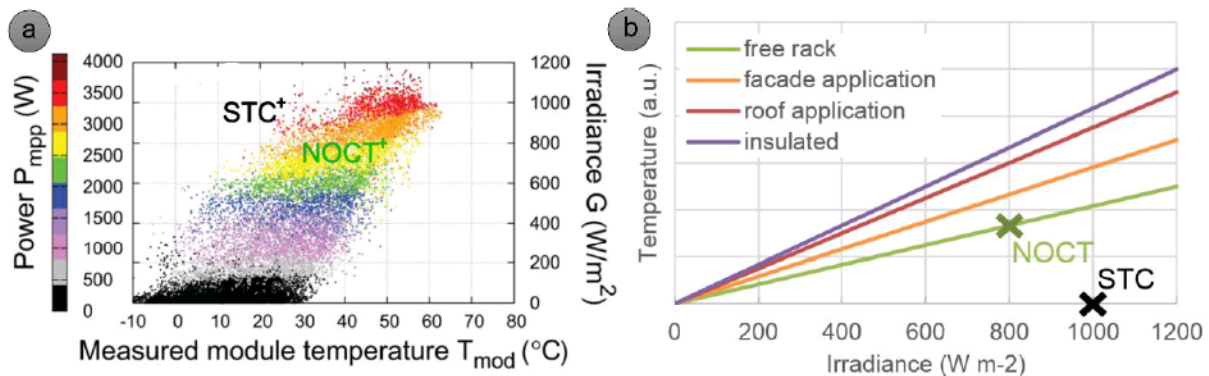 a
Power P_mpp (W)
4000
3500
3000
2500
2000
1500
1000
500
0
STC+
NOCT+
1200
1000
800
600
400
200
0
Irradiance G (W/m²)
-10 0 10 20 30 40 50 60 70 80
Measured module temperature T_mod (°C)
b
free rack
facade application
roof application
insulated
Temperature (a.u.)
NOCT
STC
0 200 400 600 800 1000 1200
Irradiance (W m-2)